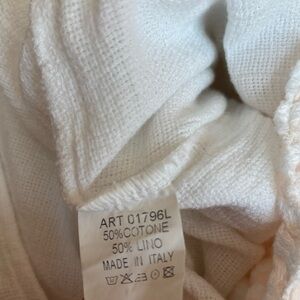 ART 01796L
50%COTONE
50% LINO
MADE IN ITALY